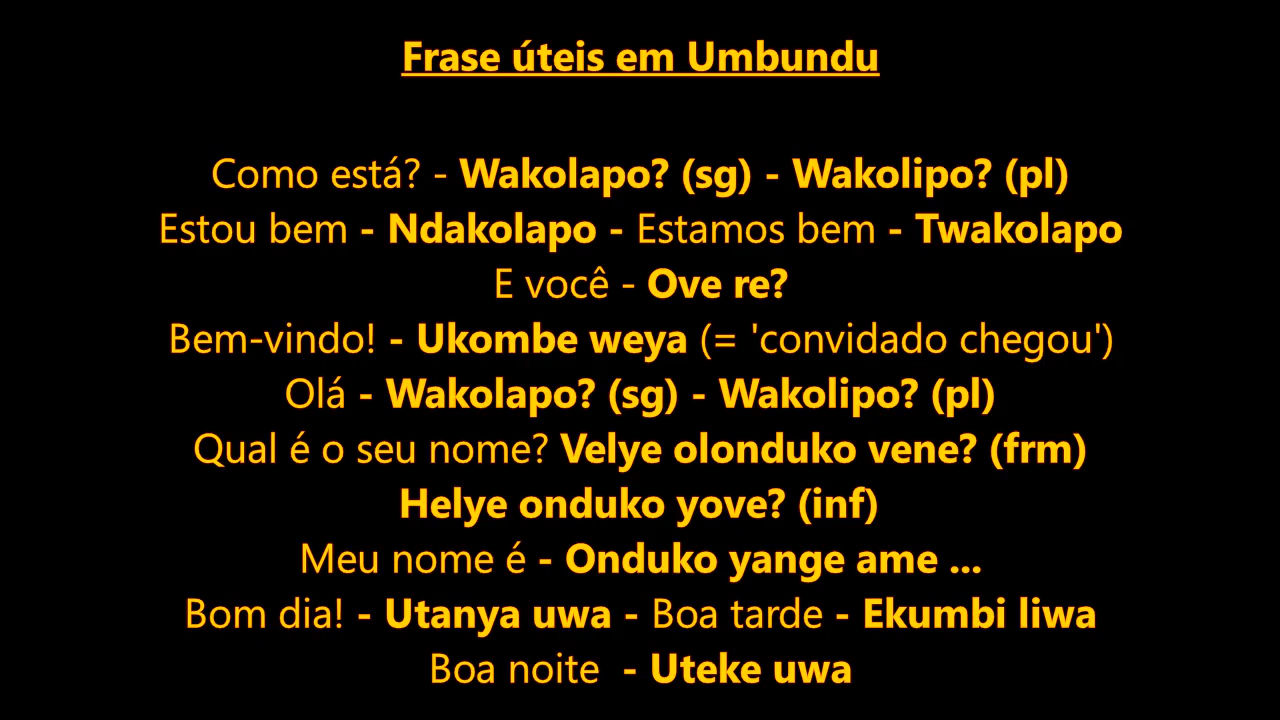 Frase úteis em Umbundu
Como está? - Wakolapo? (sg) - Wakolipo? (pl)
Estou bem - Ndakolapo - Estamos bem - Twakolapo
E você - Ove re?
Bem-vindo! - Ukombe weya (= 'convidado chegou')
Olá - Wakolapo? (sg) - Wakolipo? (pl)
Qual é o seu nome? Velye olonduko vene? (frm)
Helye onduko yove? (inf)
Meu nome é - Onduko yange ame ...
Bom dia! - Utanya uwa - Boa tarde - Ekumbi liwa
Boa noite - Uteke uwa